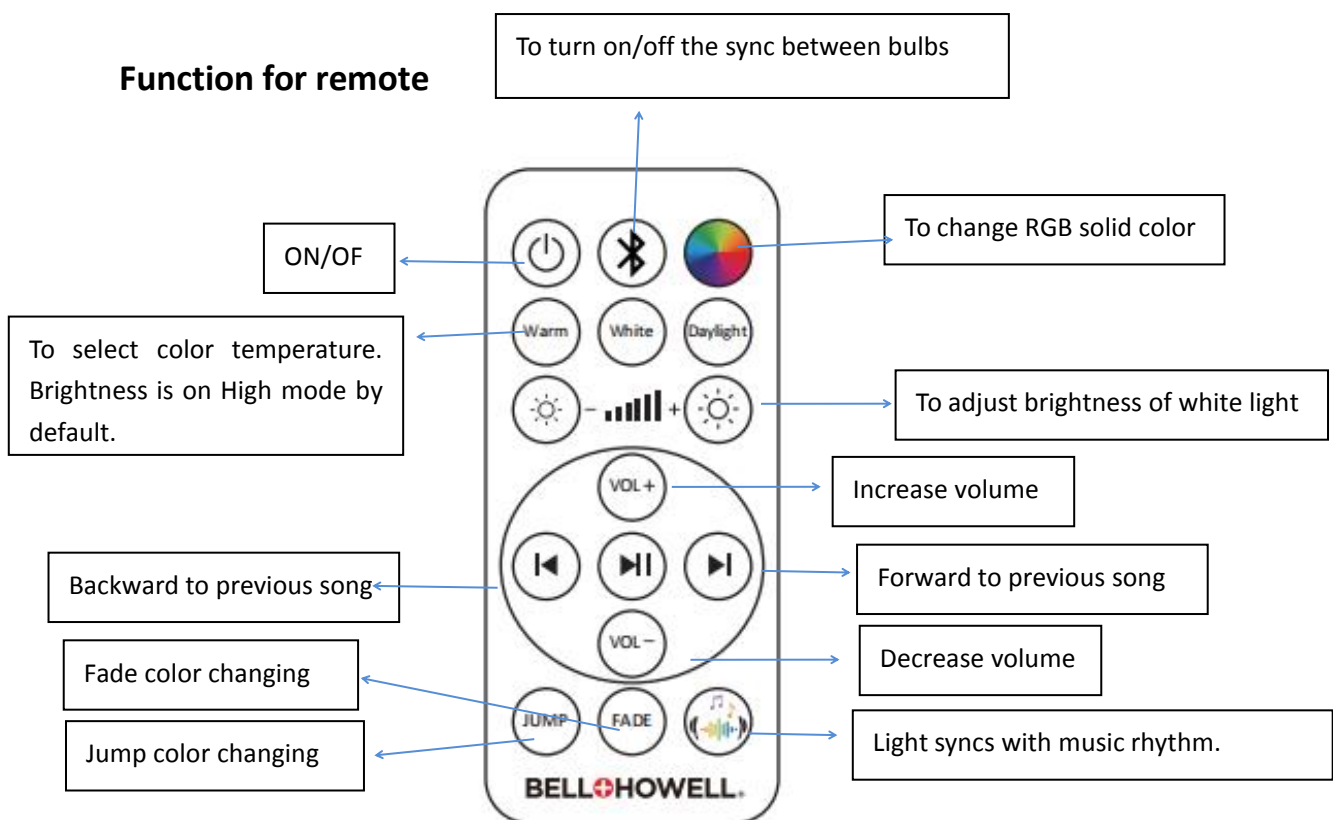 To turn on/off the sync between bulbs
Function for remote
To change RGB solid color
ON/OF
Warm
White
Daylight
To select color temperature.
Brightness is on High mode by
default.
- +
To adjust brightness of white light
VOL+
Increase volume
Backward to previous song
Forward to previous song
VOL-
Decrease volume
Fade color changing
JUMP
FADE
Jump color changing
Light syncs with music rhythm.
BELL+HOWELL.